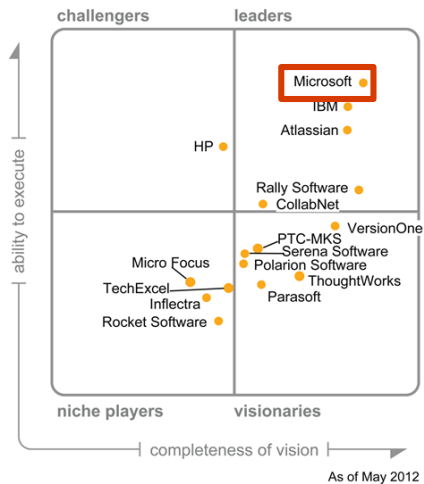 challengers
leaders
Microsoft
IBM
Atlassian
HP
Rally Software
CollabNet
VersionOne
PTC-MKS
Serena Software
Micro Focus
Polarion Software
TechExcel
ThoughtWorks
Inflectra
Parasoft
Rocket Software
niche players
visionaries
ability to execute
completeness of vision
As of May 2012